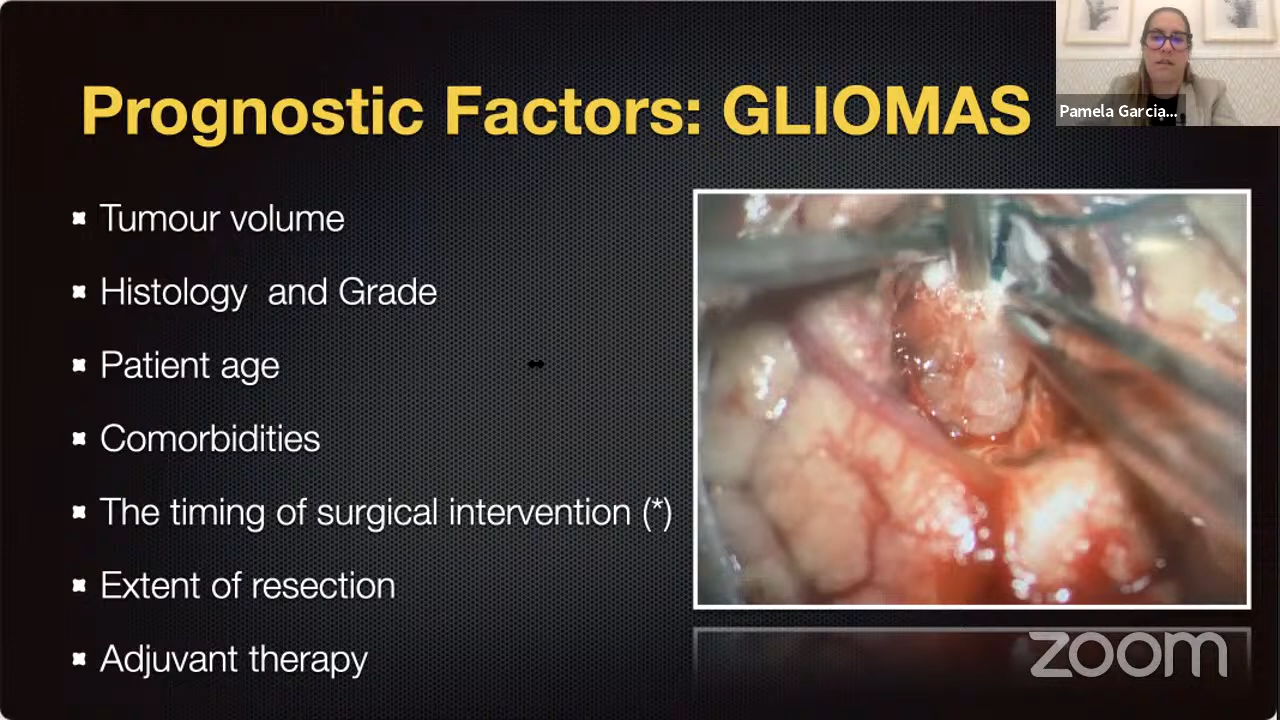 Prognostic Factors: GLIOMAS
Pamela Garcia...
Tumour volume
Histology and Grade
Patient age
Comorbidities
The timing of surgical intervention (*)
Extent of resection
Adjuvant therapy
zoom